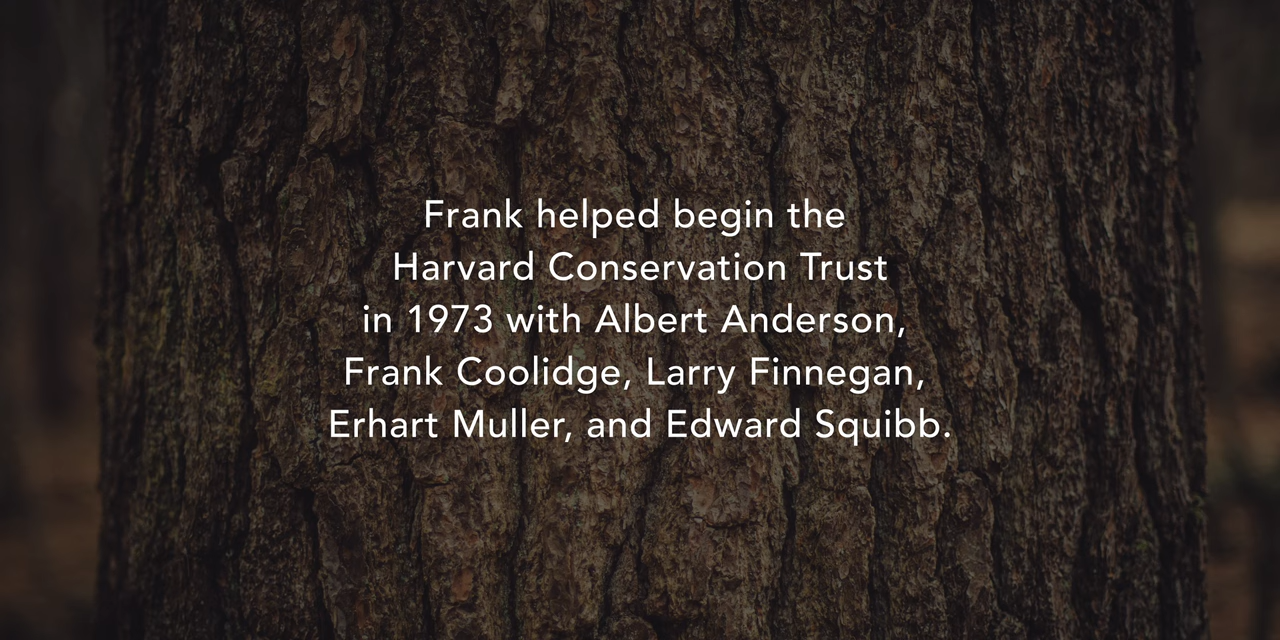 Frank helped begin the
Harvard Conservation Trust
in 1973 with Albert Anderson,
Frank Coolidge, Larry Finnegan,
Erhart Muller, and Edward Squibb.